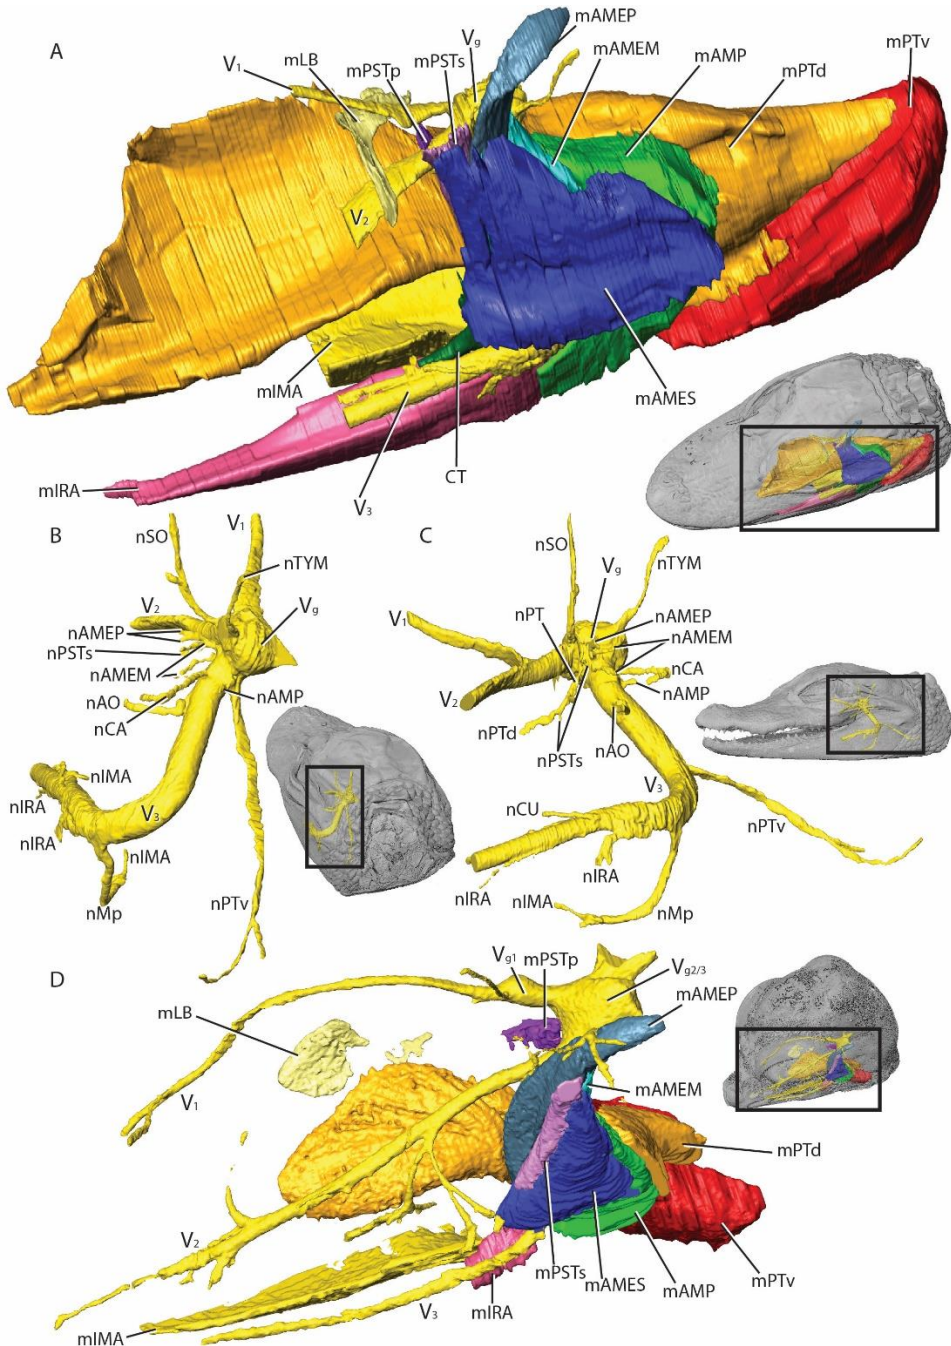 A
mAMEP
Vg
mAMEM
mPTv
mPSTs
mAMP
mLB
mPSTp
V1
mPTd
V2
mIMA
mAMES
CT
mIRA
V3
B
V1
nSO
nTYM
V2
Vg
nAMEP
nPSTs
nAMEM
nAMP
nAO
nCA
nIMA
nIRA
V3
nIRA
nIMA
nPTv
nMp
C
nSO
Vg
nTYM
nPT
nAMEP
V1
nAMEM
nCA
V2
nAMP
nPTd
nAO
nPSTs
V3
nCU
nPTv
nIRA
nIRA
nIMA
nMp
D
Vg1
mPSTp
Vg2/3
mAMEP
mLB
mAMEM
V1
mPTd
V2
mPSTs
mAMES
mPTv
mAMP
V3
mIRA
mIMA